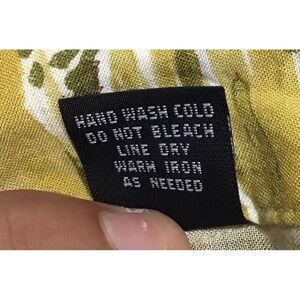 HAND WASH COLD
DO NOT BLEACH
LINE DRY
WARM IRON
AS NEEDED